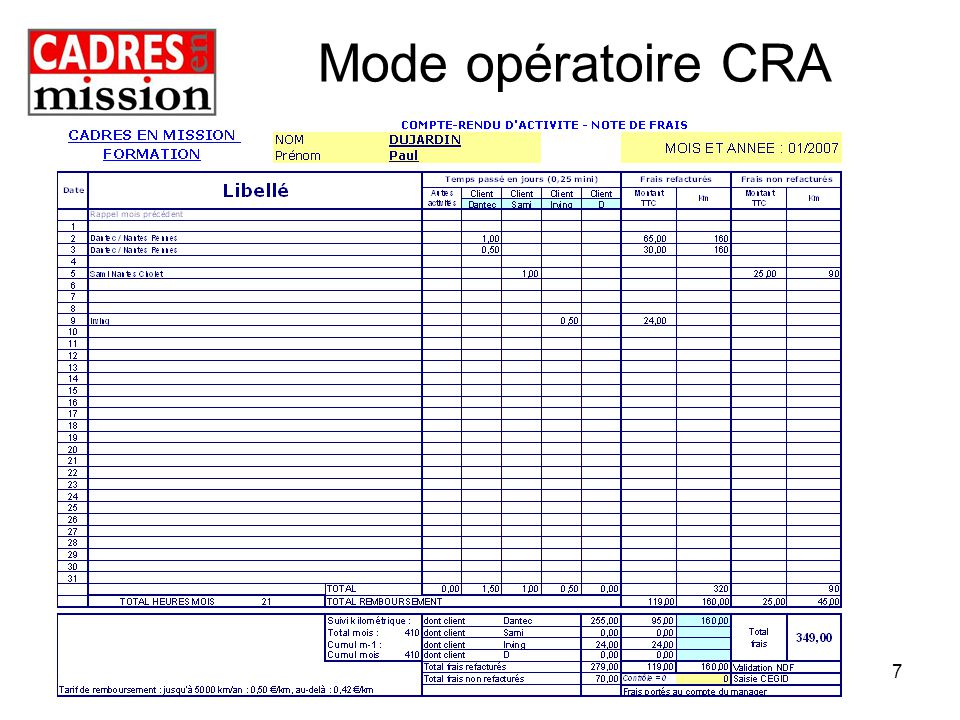 CADRES en
mission
Mode opératoire CRA
COMPTE-RENDU D'ACTIVITE - NOTE DE FRAIS
CADRES EN MISSION
FORMATION
NOM DUJARDIN
Prénom Paul
MOIS ET ANNEE : 01/2007
Date Libellé Temps passé en jours (0,25 mini) Frais refacturés Frais non refacturés
Autres activités Client Client Client Client Montant TTC Km Montant TTC Km
Dantec Sami Irving D
Rappel mois précédent
1
2 Dantec / Nantes Rennes 1,00 65,00 160
3 Dantec / Nantes Rennes 0,50 30,00 160
4
5 Sami Nantes Cholet 1,00 25,00 90
6
7
8
9 Irving 0,50 24,00
10
11
12
13
14
15
16
17
18
19
20
21
22
23
24
25
26
27
28
29
30
31
TOTAL 0,00 1,50 1,00 0,50 0,00 320 90
TOTAL HEURES MOIS 21 TOTAL REMBOURSEMENT 119,00 160,00 25,00 45,00
Suivi kilométrique : dont client Dantec 255,00 95,00 160,00
Total mois : 410 dont client Sami 0,00 0,00
Cumul m-1 : dont client Irving 24,00 24,00
Cumul mois 410 dont client D 0,00 0,00
Total frais 349,00
Total frais refacturés 279,00 119,00 160,00 Validation NDF
Total frais non refacturés 70,00 Contrôle = 0 0 Saisie CEGID
Tarif de remboursement : jusqu'à 5000 km/an : 0,50 €/km, au-delà : 0,42 €/km
Frais portés au compte du manager
7